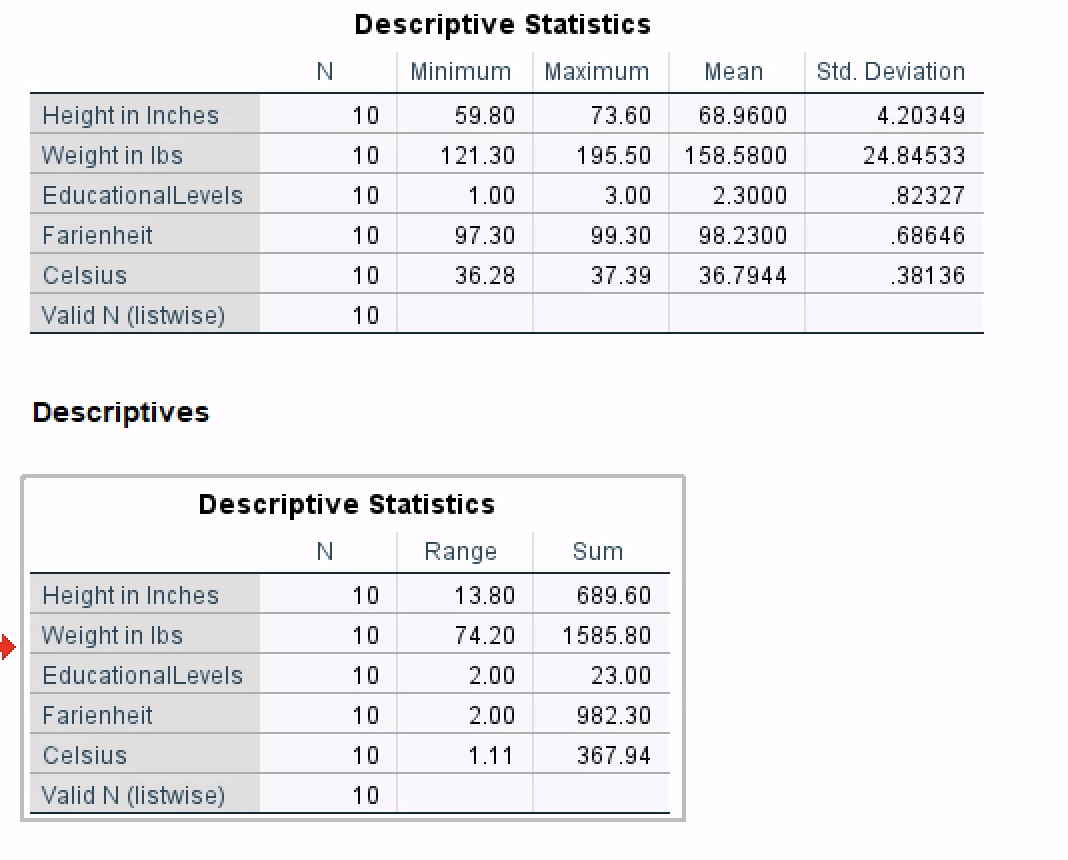 Descriptive Statistics
N Minimum Maximum Mean Std. Deviation
Height in Inches 10 59.80 73.60 68.9600 4.20349
Weight in lbs 10 121.30 195.50 158.5800 24.84533
EducationalLevels 10 1.00 3.00 2.3000 .82327
Farienheit 10 97.30 99.30 98.2300 .68646
Celsius 10 36.28 37.39 36.7944 .38136
Valid N (listwise) 10
Descriptives
Descriptive Statistics
N Range Sum
Height in Inches 10 13.80 689.60
Weight in lbs 10 74.20 1585.80
EducationalLevels 10 2.00 23.00
Farienheit 10 2.00 982.30
Celsius 10 1.11 367.94
Valid N (listwise) 10